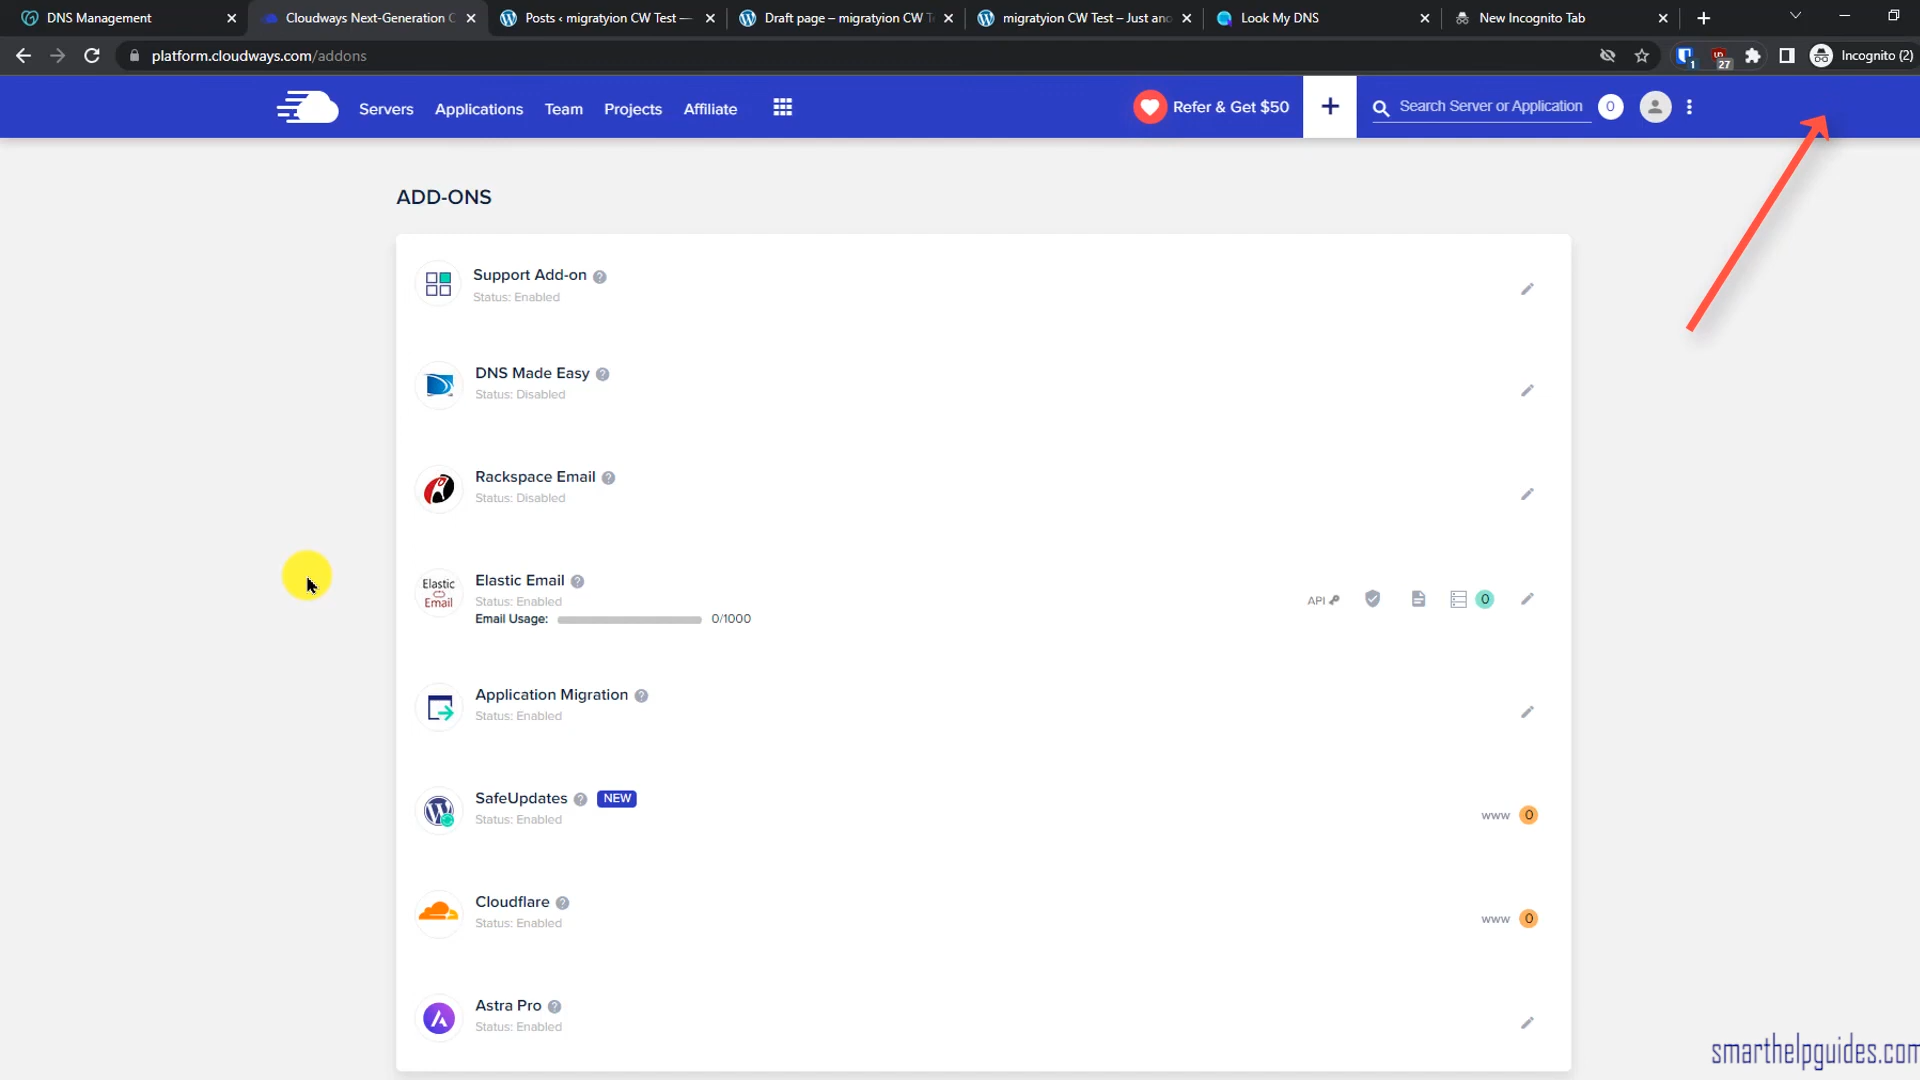 DNS Management
Cloudways Next-Generation C
Posts ‹ migratyion CW Test —
Draft page – migratyion CW T
migratyion CW Test – Just ano
Look My DNS
New Incognito Tab
platform.cloudways.com/addons
1
27
Incognito (2)
Servers
Applications
Team
Projects
Affiliate
Refer & Get $50
+
Search Server or Application
0
ADD-ONS
Support Add-on ?
Status: Enabled
DNS Made Easy ?
Status: Disabled
Rackspace Email ?
Status: Disabled
Elastic Email
Elastic Email ?
Status: Enabled
Email Usage: 0/1000
API
0
Application Migration ?
Status: Enabled
SafeUpdates ? NEW
Status: Enabled
www 0
Cloudflare ?
Status: Enabled
www 0
Astra Pro ?
Status: Enabled
smarthelpguides.com